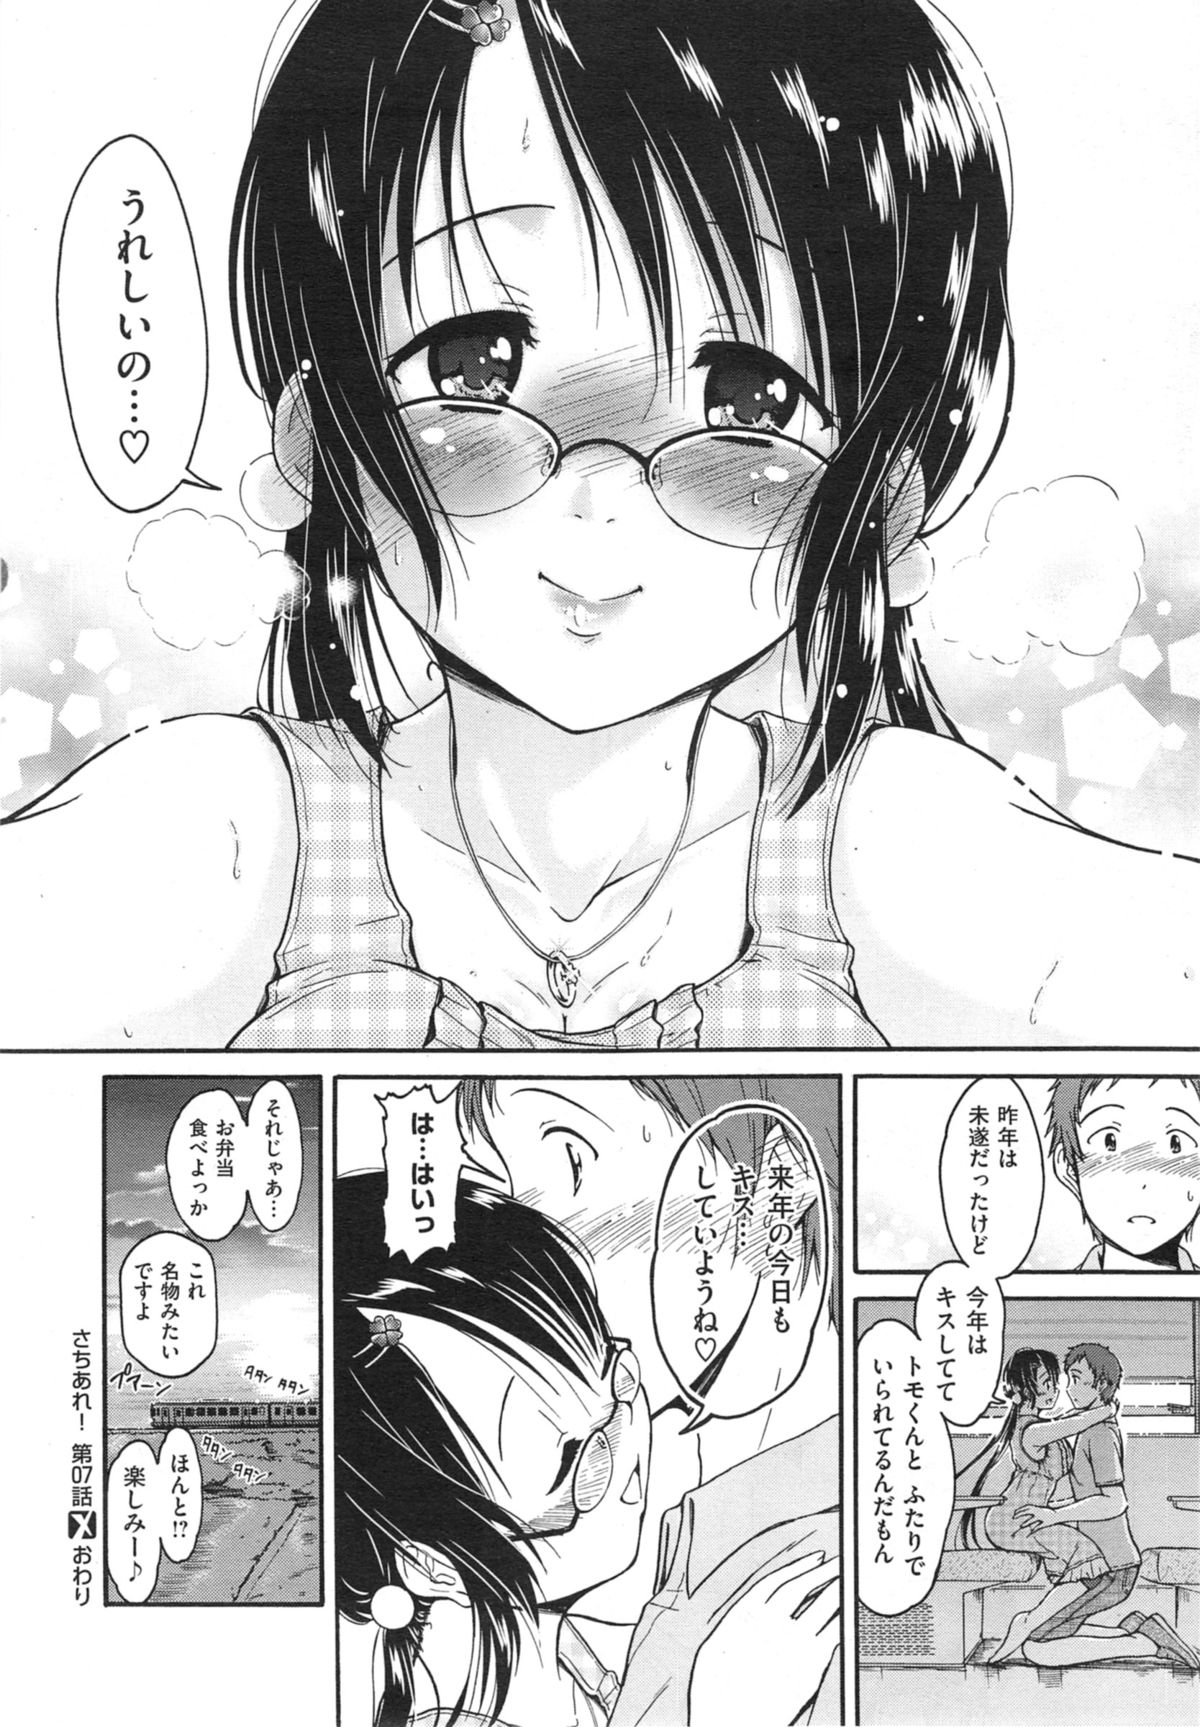 うれしいの…♡
昨年は
未遂だったけど
今年は
キスしてて
トモくんと ふたりで
いられてるんだもん
来年の今日も
キス…
していようね♡
は…はいっ
それじゃあ…
お弁当
食べよっか
これ
名物みたい
ですよ
プァーン
タタン タタン
タタン
タタン
ほんと!?
楽しみー♪
さちあれ! 第07話 X おわり